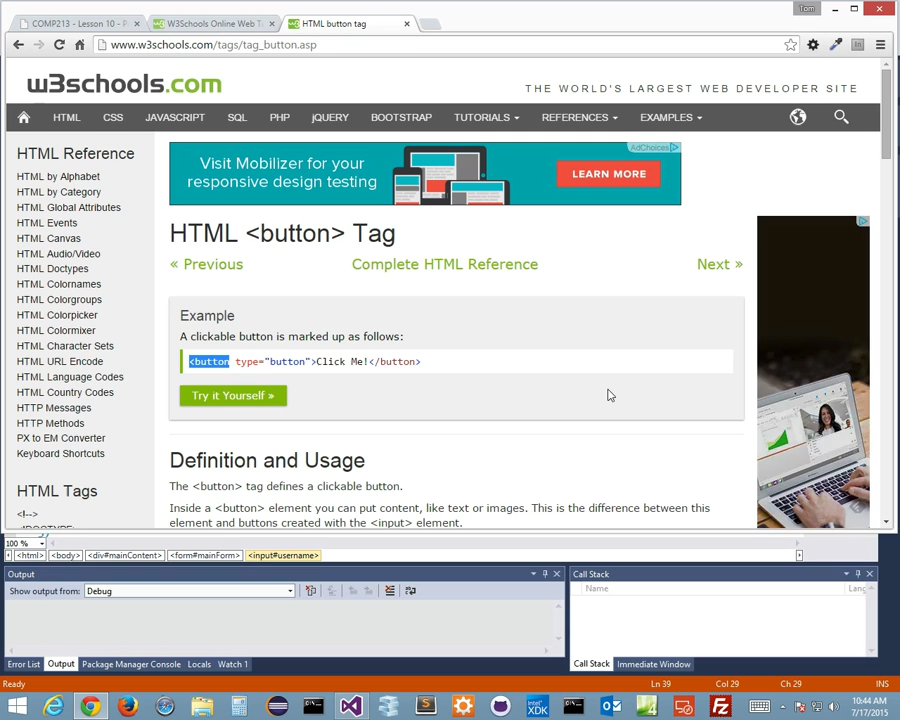 Tom
COMP213 - Lesson 10 - P
W3Schools Online Web T
HTML button tag
www.w3schools.com/tags/tag_button.asp
w3schools.com
THE WORLD'S LARGEST WEB DEVELOPER SITE
HTML CSS JAVASCRIPT SQL PHP jQUERY BOOTSTRAP TUTORIALS REFERENCES EXAMPLES
HTML Reference
HTML by Alphabet
HTML by Category
HTML Global Attributes
HTML Events
HTML Canvas
HTML Audio/Video
HTML Doctypes
HTML Colornames
HTML Colorgroups
HTML Colorpicker
HTML Colormixer
HTML Character Sets
HTML URL Encode
HTML Language Codes
HTML Country Codes
HTTP Messages
HTTP Methods
PX to EM Converter
Keyboard Shortcuts
HTML Tags
<!-->
<!DOCTYPE>
AdChoices
Visit Mobilizer for your
responsive design testing
LEARN MORE
HTML <button> Tag
« Previous
Complete HTML Reference
Next »
Example
A clickable button is marked up as follows:
<button type="button">Click Me!</button>
Try it Yourself »
Definition and Usage
The <button> tag defines a clickable button.
Inside a <button> element you can put content, like text or images. This is the difference between this
element and buttons created with the <input> element.
100 %
<html> <body> <div#mainContent> <form#mainForm> <input#username>
Output
Show output from: Debug
Call Stack
Name
Lang
Error List Output Package Manager Console Locals Watch 1
Call Stack Immediate Window
Ready
Ln 39 Col 29 Ch 29 INS
INTEL
XDK
10:44 AM
7/17/2015